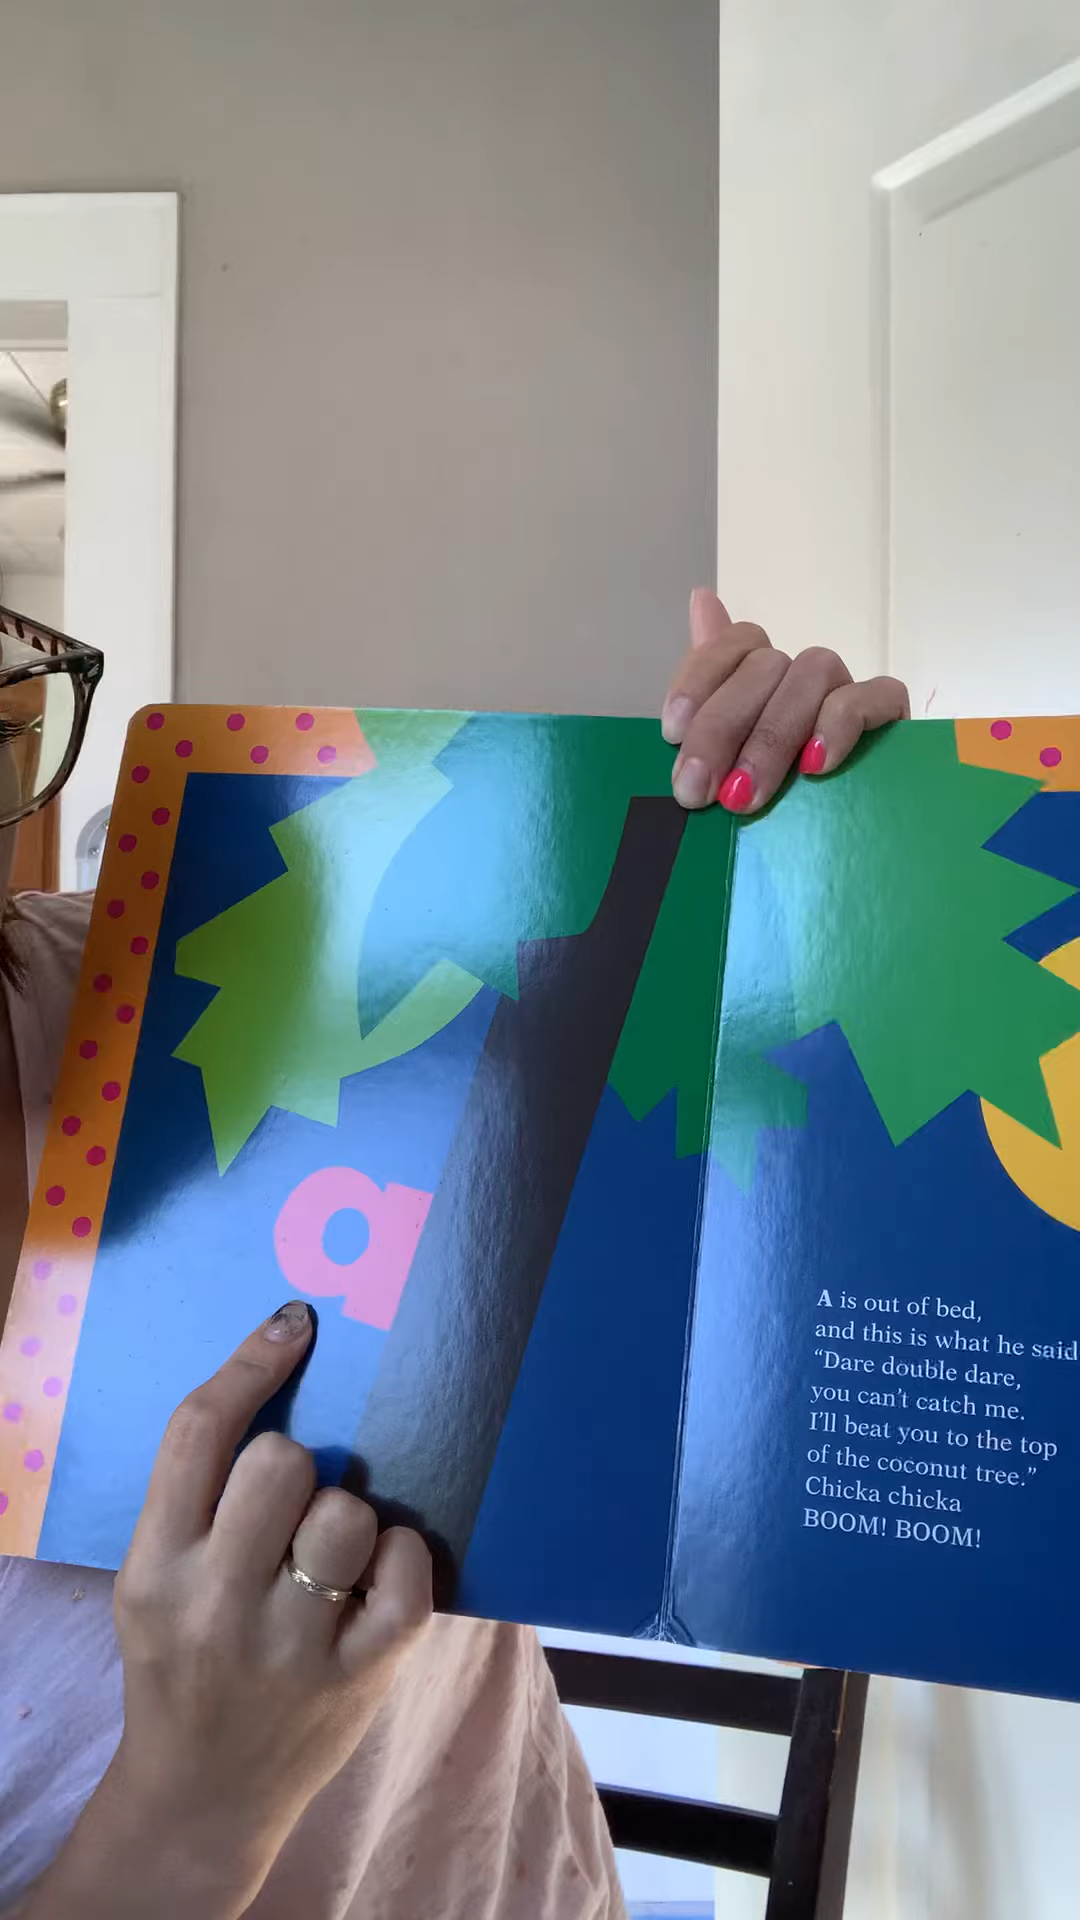 a
A is out of bed,
and this is what he said
“Dare double dare,
you can’t catch me.
I’ll beat you to the top
of the coconut tree.”
Chicka chicka
BOOM! BOOM!